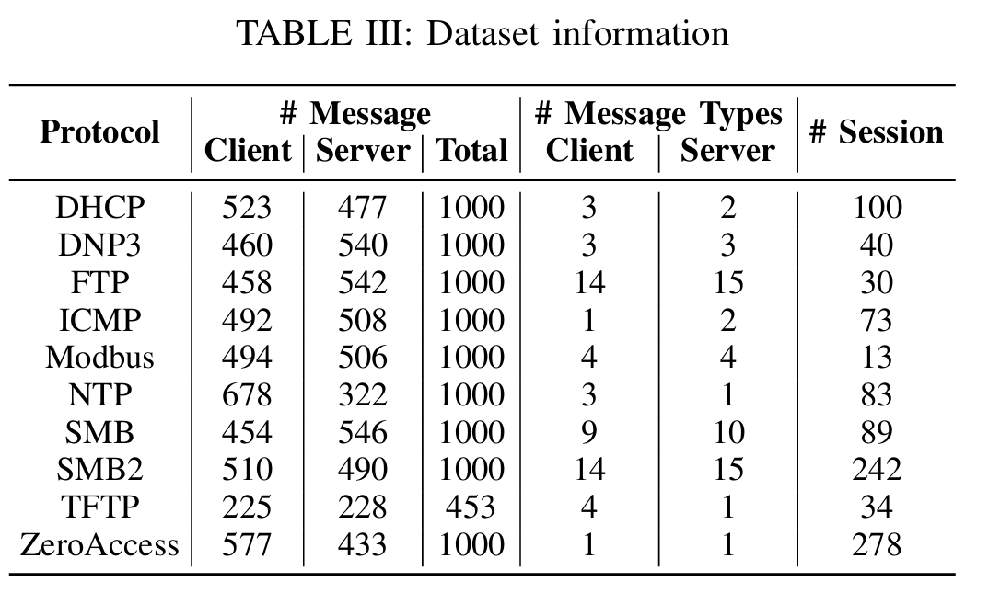 TABLE III: Dataset information
Protocol # Message # Message Types # Session
Client Server Total Client Server
DHCP 523 477 1000 3 2 100
DNP3 460 540 1000 3 3 40
FTP 458 542 1000 14 15 30
ICMP 492 508 1000 1 2 73
Modbus 494 506 1000 4 4 13
NTP 678 322 1000 3 1 83
SMB 454 546 1000 9 10 89
SMB2 510 490 1000 14 15 242
TFTP 225 228 453 4 1 34
ZeroAccess 577 433 1000 1 1 278